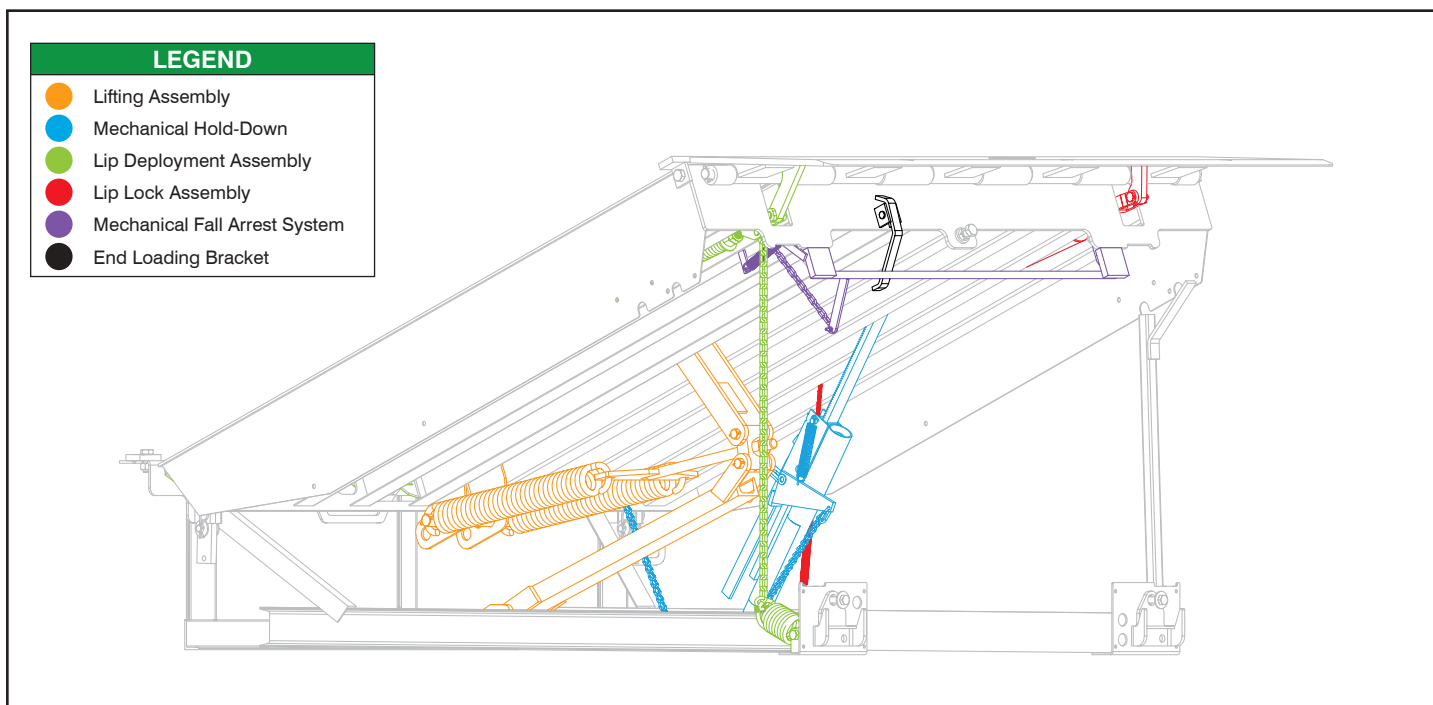 LEGEND
Lifting Assembly
Mechanical Hold-Down
Lip Deployment Assembly
Lip Lock Assembly
Mechanical Fall Arrest System
End Loading Bracket